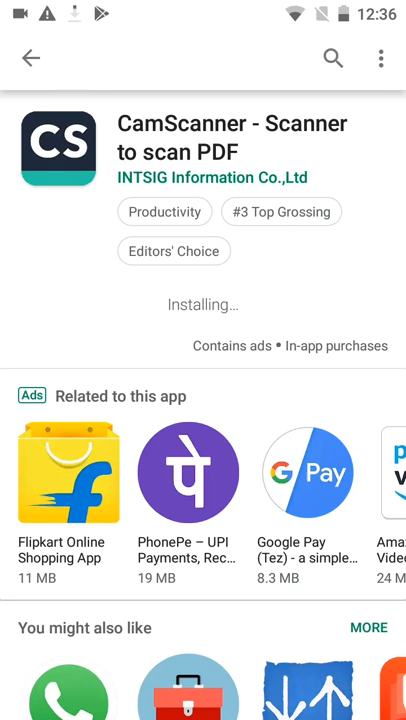 12:36
CS
CamScanner - Scanner
to scan PDF
INTSIG Information Co.,Ltd
Productivity
#3 Top Grossing
Editors' Choice
Installing...
Contains ads • In-app purchases
Ads Related to this app
पे
G Pay
Flipkart Online
Shopping App
11 MB
PhonePe – UPI
Payments, Rec...
19 MB
Google Pay
(Tez) - a simple...
8.3 MB
Ama
Video
24 M
You might also like
MORE